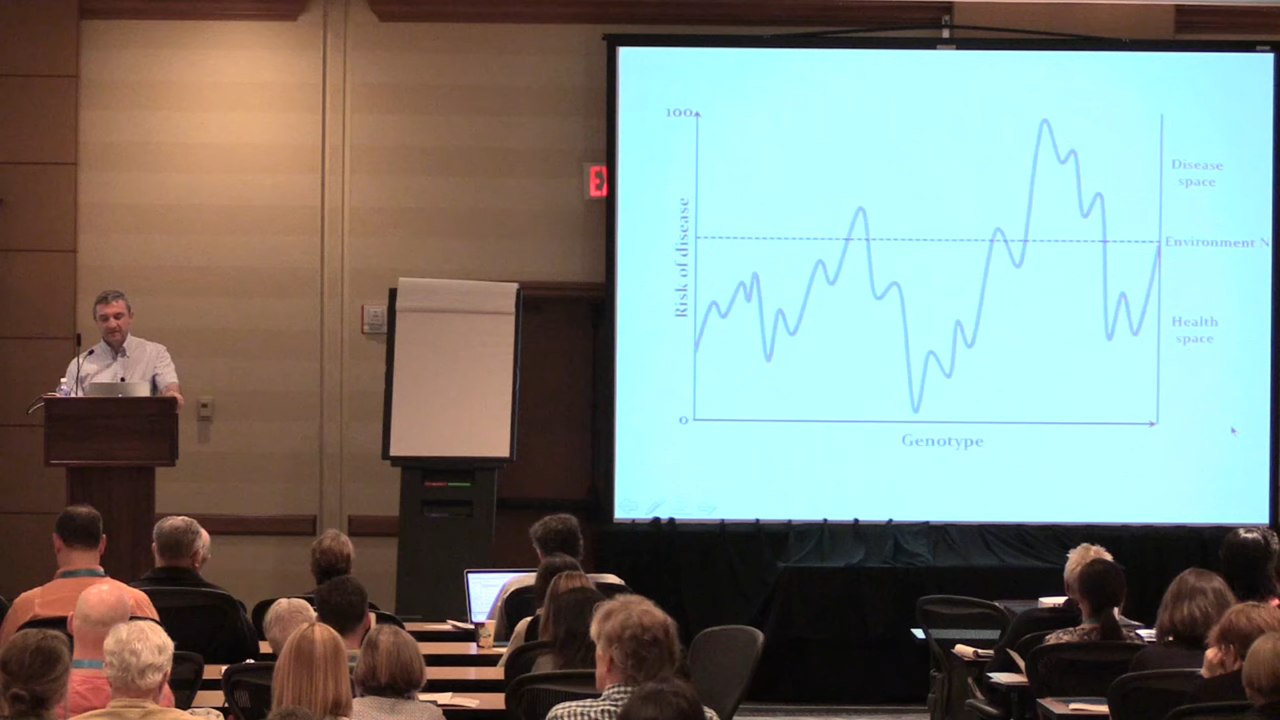 EX
100
Disease
space
Risk of disease
Environment N
Health
space
0
Genotype